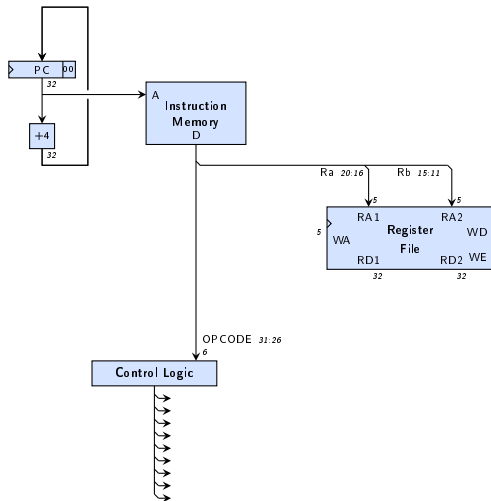 PC 00
32
A
Instruction
Memory
D
+4
32
Ra 20:16 Rb 15:11
5 5
RA1 RA2
5 WA Register WD
File WE
RD1 RD2
32 32
OPCODE 31:26
6
Control Logic